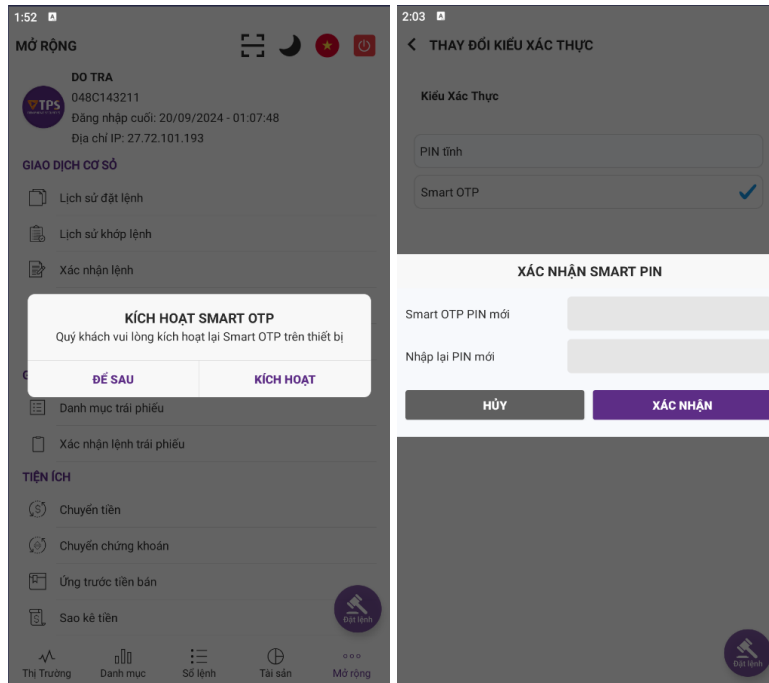 1:52 A
MỞ RỘNG
DO TRA
TPS
048C143211
Đăng nhập cuối: 20/09/2024 - 01:07:48
Địa chỉ IP: 27.72.101.193
GIAO DỊCH CƠ SỞ
Lịch sử đặt lệnh
Lịch sử khớp lệnh
Xác nhận lệnh
KÍCH HOẠT SMART OTP
Quý khách vui lòng kích hoạt lại Smart OTP trên thiết bị
ĐỂ SAU KÍCH HOẠT
G
Danh mục trái phiếu
Xác nhận lệnh trái phiếu
TIỆN ÍCH
Chuyển tiền
Chuyển chứng khoán
Ứng trước tiền bán
Sao kê tiền
Đặt lệnh
Thị Trường Danh mục Sổ lệnh Tài sản Mở rộng
2:03 A
THAY ĐỔI KIỂU XÁC THỰC
Kiểu Xác Thực
PIN tĩnh
Smart OTP
XÁC NHẬN SMART PIN
Smart OTP PIN mới
Nhập lại PIN mới
HỦY XÁC NHẬN
Đặt lệnh